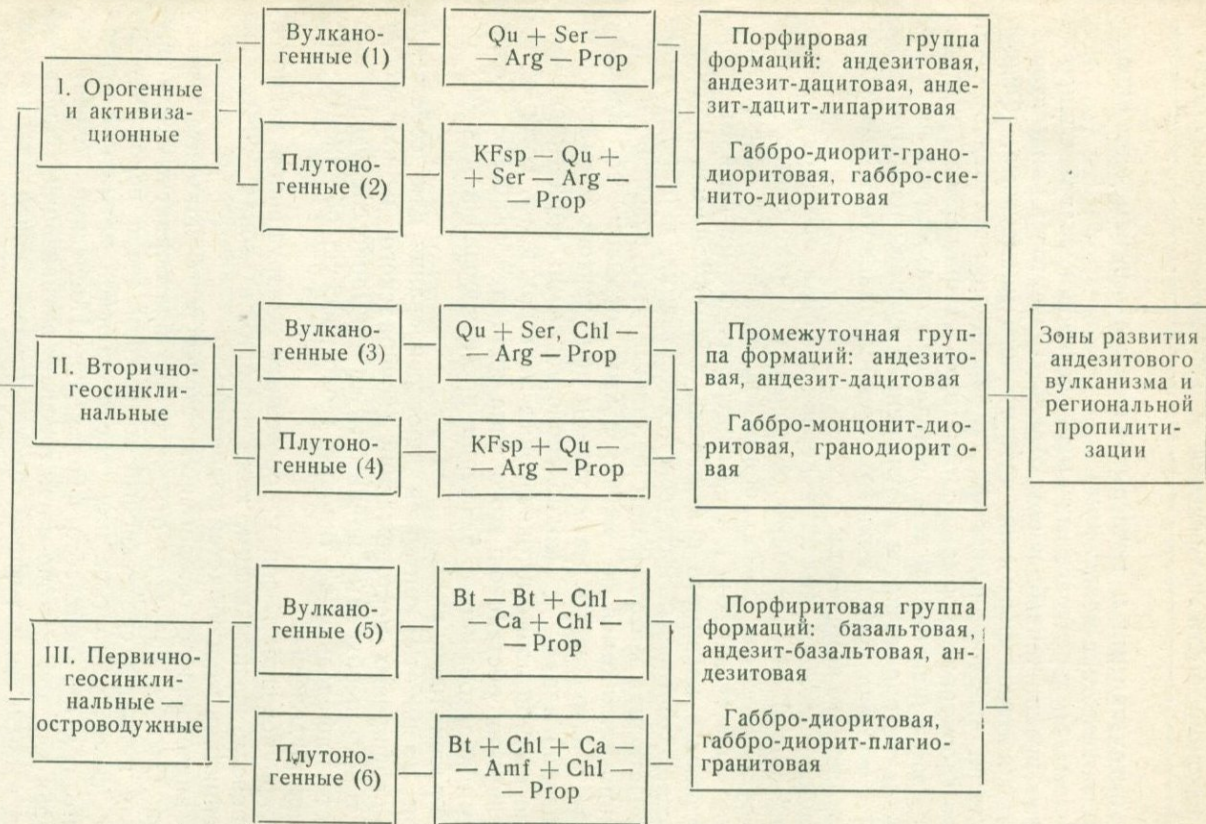 I. Орогенные
и активиза-
ционные
Вулкано-
генные (1)
Qu + Ser —
— Arg — Prop
Плутоно-
генные (2)
KFsp — Qu +
+ Ser — Arg —
— Prop
Порфировая группа
формаций: андезитовая,
андезит-дацитовая, анде-
зит-дацит-липаритовая
Габбро-диорит-грано-
диоритовая, габбро-сие-
нито-диоритовая
II. Вторично-
геосинкли-
нальные
Вулкано-
генные (3)
Qu + Ser, Chl —
— Arg — Prop
Плутоно-
генные (4)
KFsp + Qu —
— Arg — Prop
Промежуточная груп-
па формаций: андезито-
вая, андезит-дацитовая
Габбро-монцонит-дио-
ритовая, гранодиорит о-
вая
III. Первично-
геосинкли-
нальные —
островодужные
Вулкано-
генные (5)
Bt — Bt + Chl —
— Ca + Chl —
— Prop
Плутоно-
генные (6)
Bt + Chl + Ca —
— Amf + Chl —
— Prop
Порфиритовая группа
формаций: базальтовая,
андезит-базальтовая, ан-
дезитовая
Габбро-диоритовая,
габбро-диорит-плагио-
гранитовая
Зоны развития
андезитового
вулканизма и
региональной
пропилити-
зации